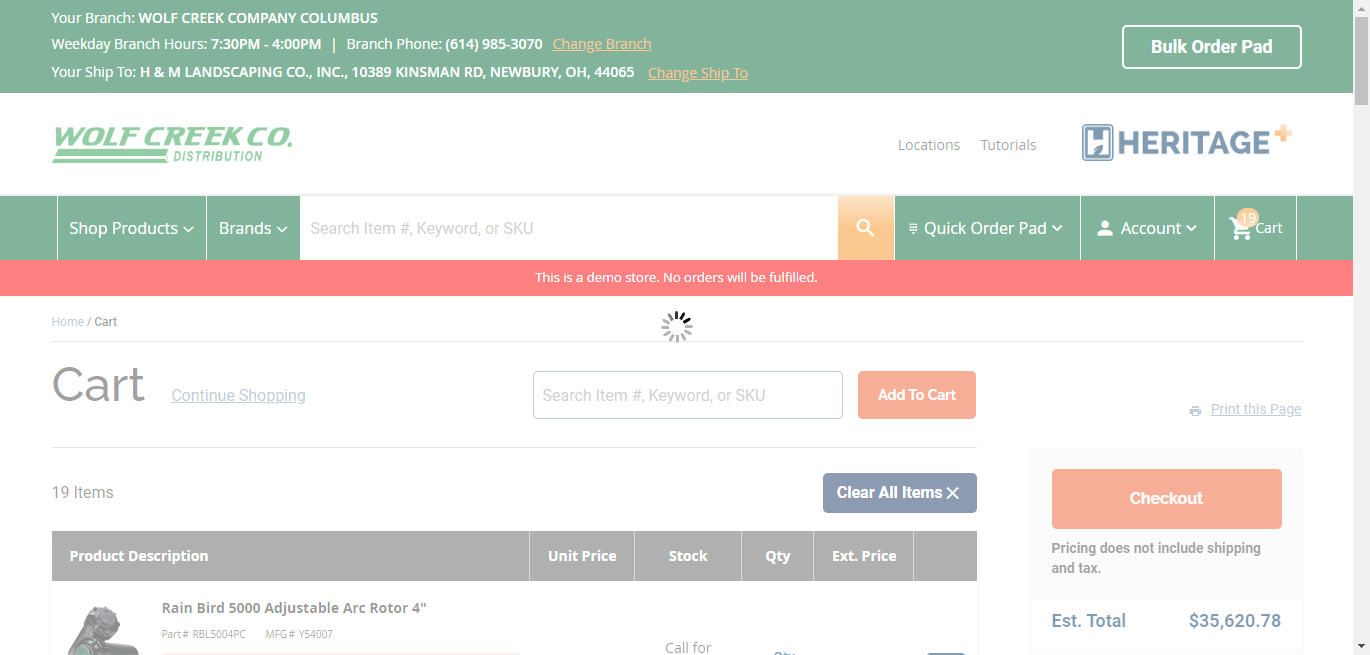 Your Branch: WOLF CREEK COMPANY COLUMBUS
Weekday Branch Hours: 7:30PM - 4:00PM | Branch Phone: (614) 985-3070 Change Branch
Your Ship To: H & M LANDSCAPING CO., INC., 10389 KINSMAN RD, NEWBURY, OH, 44065 Change Ship To
Bulk Order Pad
WOLF CREEK CO.
DISTRIBUTION
Locations Tutorials
HERITAGE+
Shop Products
Brands
Search Item #, Keyword, or SKU
Quick Order Pad
Account
19
Cart
This is a demo store. No orders will be fulfilled.
Home / Cart
Cart
Continue Shopping
Search Item #, Keyword, or SKU
Add To Cart
Print this Page
19 Items
Clear All Items
Checkout
Pricing does not include shipping
and tax.
Est. Total $35,620.78
Product Description Unit Price Stock Qty Ext. Price
Rain Bird 5000 Adjustable Arc Rotor 4"
Part# RBL5004PC MFG# Y54007
Call for
Qty